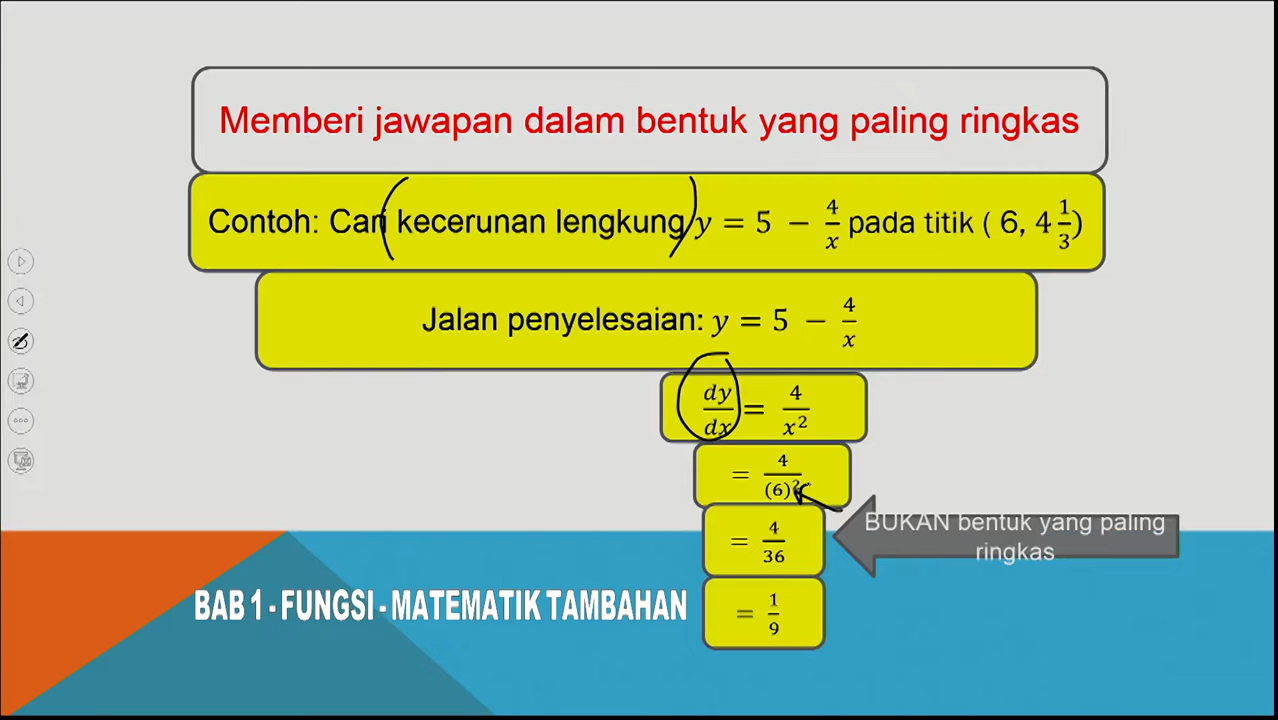 Memberi jawapan dalam bentuk yang paling ringkas
Contoh: Cari kecerunan lengkung y = 5 − 4/x pada titik ( 6, 4 1/3)
Jalan penyelesaian: y = 5 − 4/x
dy/dx = 4/x²
= 4/(6)²
= 4/36
BUKAN bentuk yang paling
ringkas
= 1/9
BAB 1 - FUNGSI - MATEMATIK TAMBAHAN